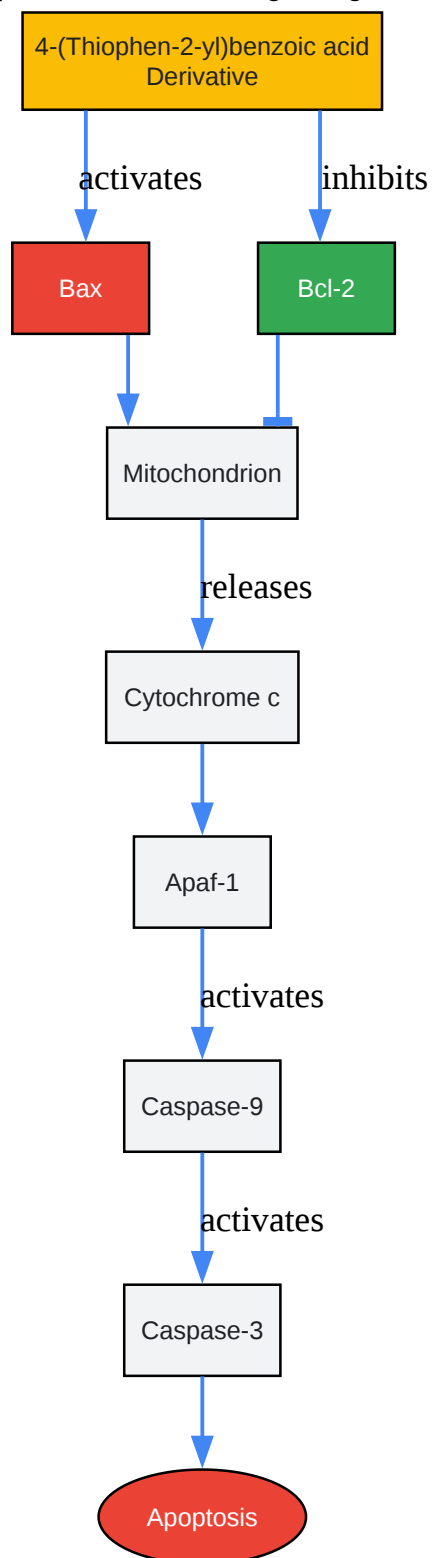 4-(Thiophen-2-yl)benzoic acid
Derivative
activates
inhibits
Bax
Bcl-2
Mitochondrion
releases
Cytochrome c
Apaf-1
activates
Caspase-9
activates
Caspase-3
Apoptosis